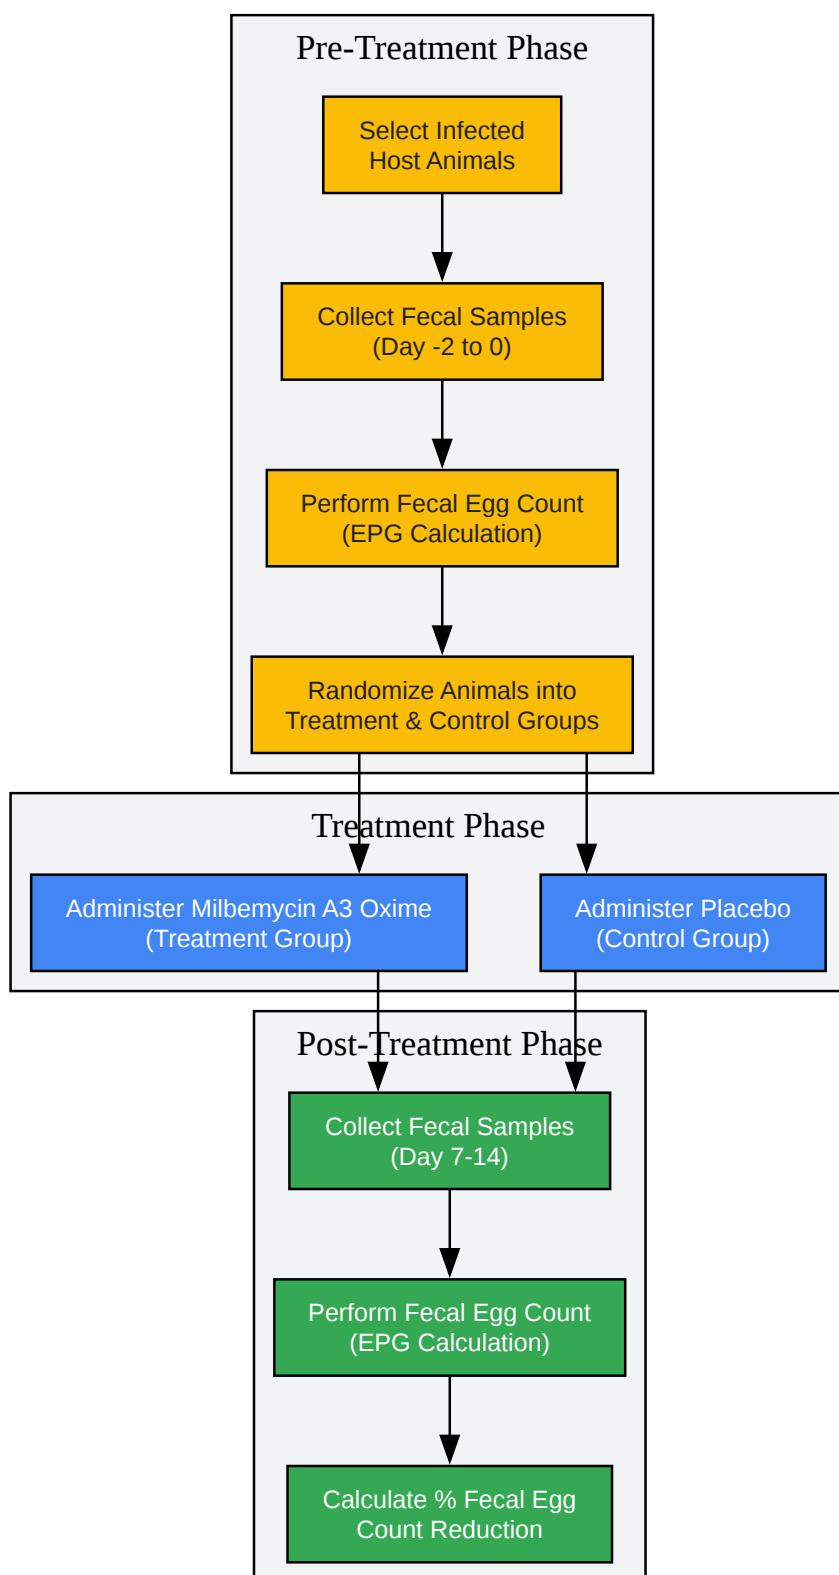 Pre-Treatment Phase
Select Infected
Host Animals
Collect Fecal Samples
(Day -2 to 0)
Perform Fecal Egg Count
(EPG Calculation)
Randomize Animals into
Treatment & Control Groups
Treatment Phase
Administer Milbemycin A3 Oxime
(Treatment Group)
Administer Placebo
(Control Group)
Post-Treatment Phase
Collect Fecal Samples
(Day 7-14)
Perform Fecal Egg Count
(EPG Calculation)
Calculate % Fecal Egg
Count Reduction